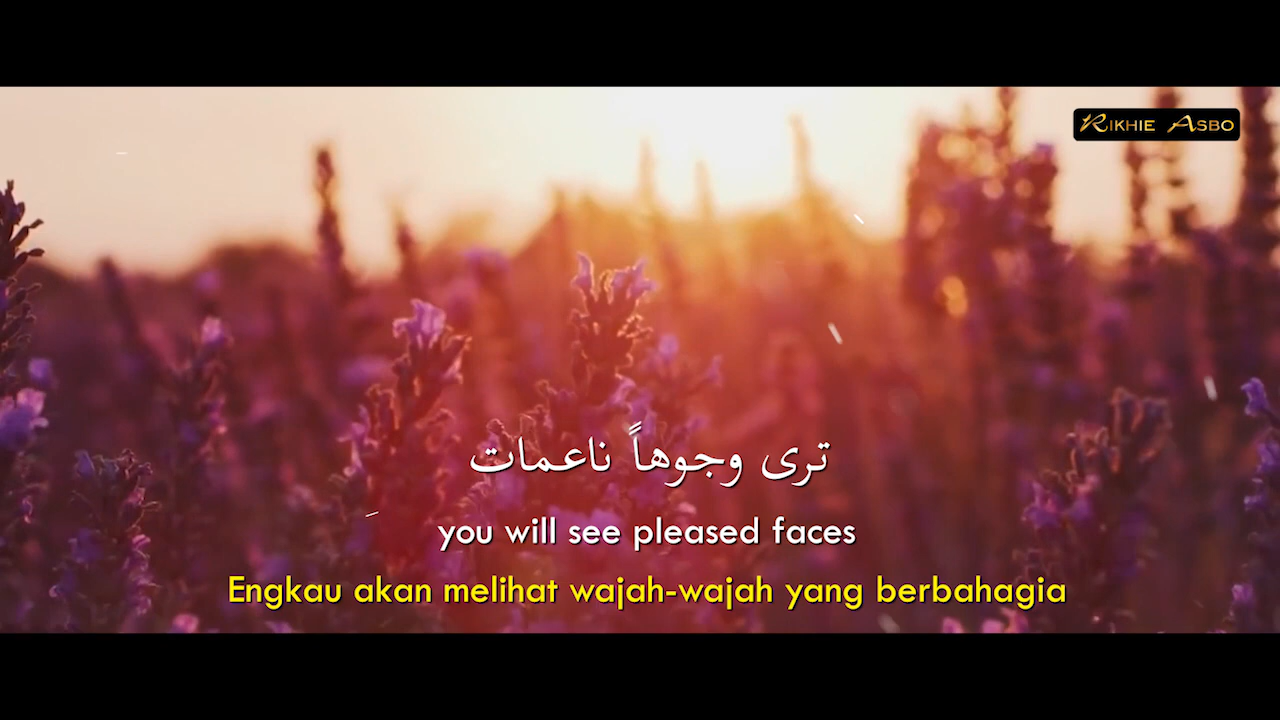 RIKHIE ASBO
ترى وجوهاً ناعمات
you will see pleased faces
Engkau akan melihat wajah-wajah yang berbahagia